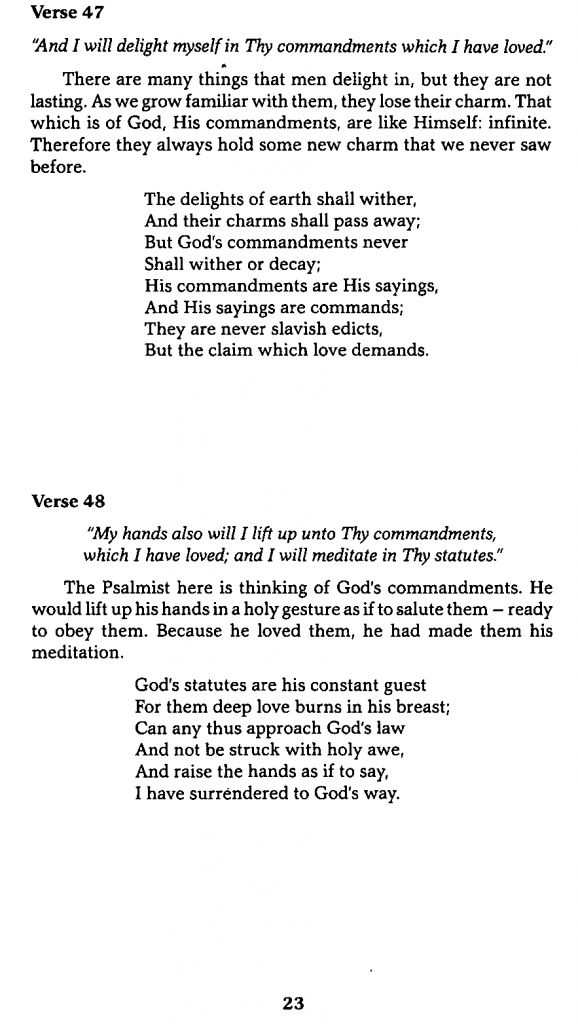 Verse 47
"And I will delight myself in Thy commandments which I have loved."
There are many things that men delight in, but they are not
lasting. As we grow familiar with them, they lose their charm. That
which is of God, His commandments, are like Himself: infinite.
Therefore they always hold some new charm that we never saw
before.
The delights of earth shall wither,
And their charms shall pass away;
But God's commandments never
Shall wither or decay;
His commandments are His sayings,
And His sayings are commands;
They are never slavish edicts,
But the claim which love demands.
Verse 48
"My hands also will I lift up unto Thy commandments,
which I have loved; and I will meditate in Thy statutes."
The Psalmist here is thinking of God's commandments. He
would lift up his hands in a holy gesture as if to salute them — ready
to obey them. Because he loved them, he had made them his
meditation.
God's statutes are his constant guest
For them deep love burns in his breast;
Can any thus approach God's law
And not be struck with holy awe,
And raise the hands as if to say,
I have surrendered to God's way.
23